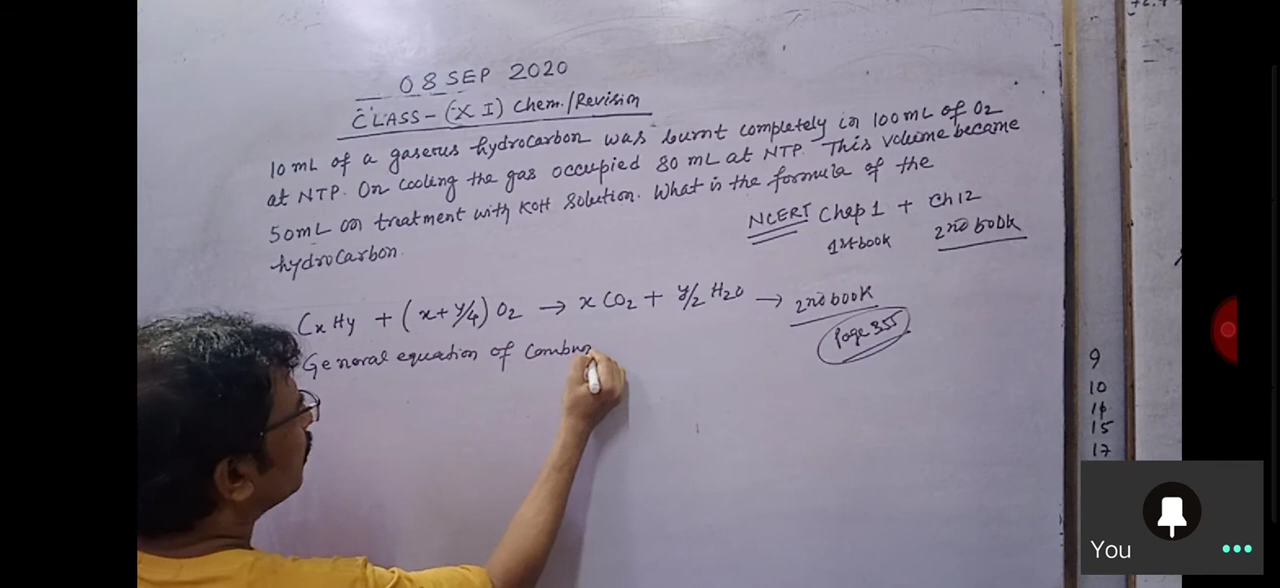 08 SEP 2020
CLASS - (XI) Chem./Revision
10 mL of a gaseous hydrocarbon was burnt completely in 100 mL of O2
at NTP. On cooling the gas occupied 80 mL at NTP. This volume became
50 mL on treatment with KOH Solution. What is the formula of the
hydrocarbon.
NCERT Chap 1 + Ch 12
1st book 2nd book
CxHy + (x+y/4) O2 → x CO2 + y/2 H2O → 2nd book
Page 355
General equation of Combus
9
10
15
17
You